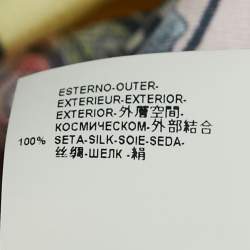 ESTERNO-OUTER-
EXTERIEUR-EXTERIOR-
EXTERIOR-外層空間-
КОСМИЧЕСКОМ-外部結合
100% SETA-SILK-SOIE-SEDA-
丝绸-ШЕЛК-絹